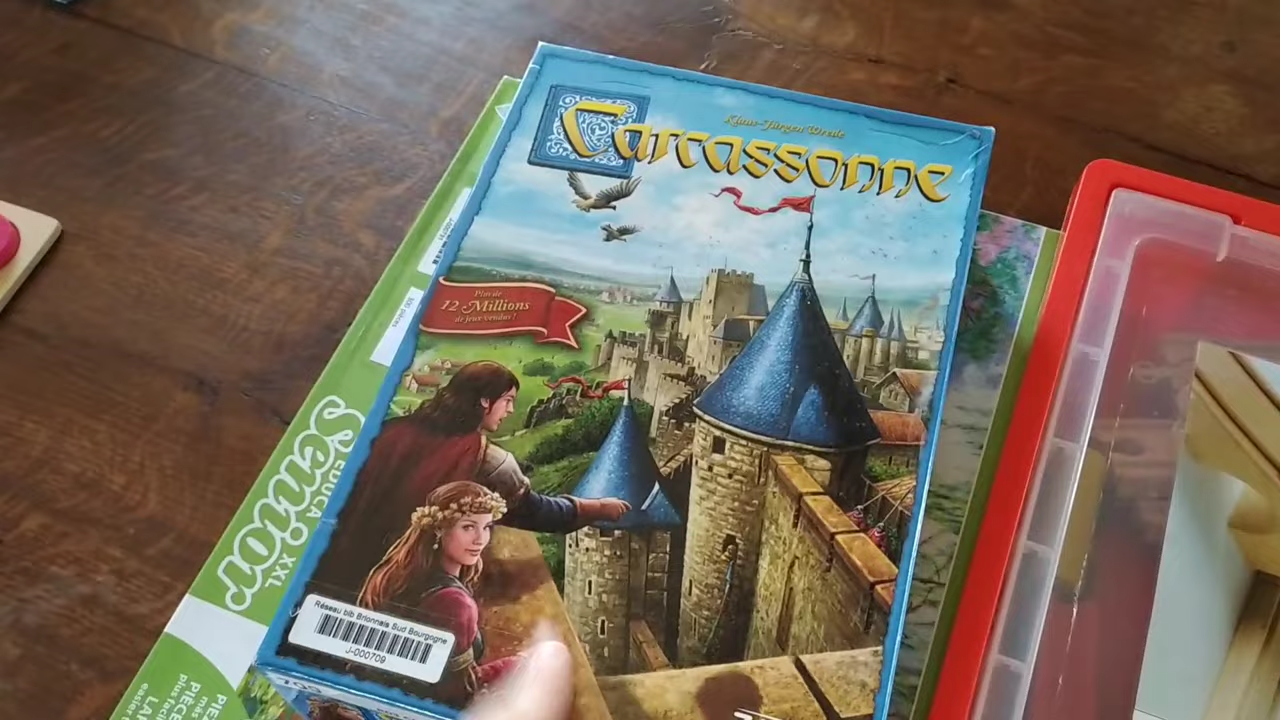 Klaus-Jürgen Wrede
Carcassonne
Plus de
12 Millions
de jeux vendus !
Réseau bib Brionnais Sud Bourgogne
J-000709
EDUCA
Senior
XXL